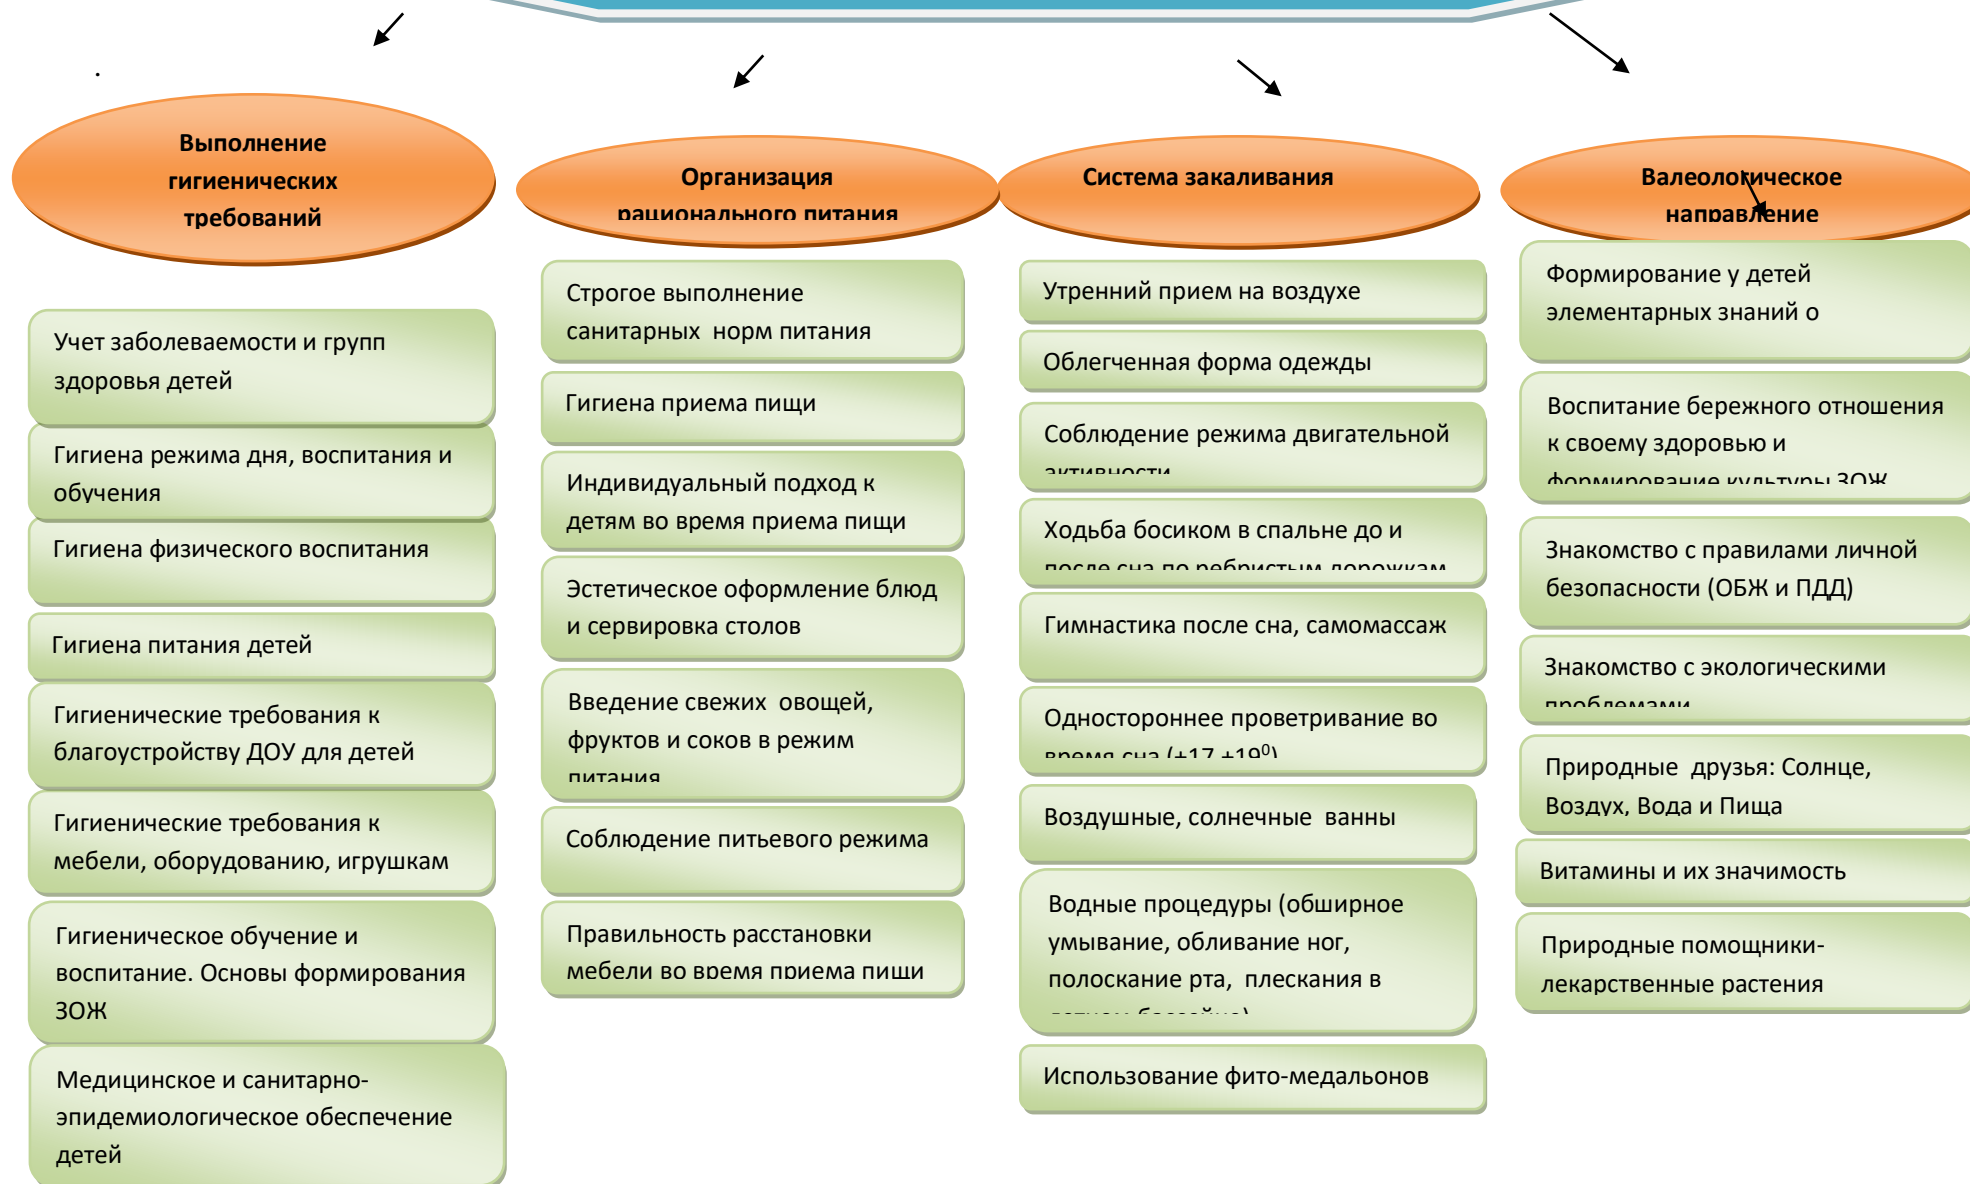 .
Выполнение
гигиенических
требований
Учет заболеваемости и групп
здоровья детей
Гигиена режима дня, воспитания и
обучения
Гигиена физического воспитания
Гигиена питания детей
Гигиенические требования к
благоустройству ДОУ для детей
Гигиенические требования к
мебели, оборудованию, игрушкам
Гигиеническое обучение и
воспитание. Основы формирования
ЗОЖ
Медицинское и санитарно-
эпидемиологическое обеспечение
детей
Организация
рационального питания
Строгое выполнение
санитарных  норм питания
Гигиена приема пищи
Индивидуальный подход к
детям во время приема пищи
Эстетическое оформление блюд
и сервировка столов
Введение свежих  овощей,
фруктов и соков в режим
питания
Соблюдение питьевого режима
Правильность расстановки
мебели во время приема пищи
Система закаливания
Утренний прием на воздухе
Облегченная форма одежды
Соблюдение режима двигательной
активности
Ходьба босиком в спальне до и
после сна по ребристым дорожкам
Гимнастика после сна, самомассаж
Одностороннее проветривание во
время сна (+17 +19⁰)
Воздушные, солнечные  ванны
Водные процедуры (обширное
умывание, обливание ног,
полоскание рта,  плескания в
летнем бассейне)
Использование фито-медальонов
Валеологическое
направление
Формирование у детей
элементарных знаний о
Воспитание бережного отношения
к своему здоровью и
формирование культуры ЗОЖ
Знакомство с правилами личной
безопасности (ОБЖ и ПДД)
Знакомство с экологическими
проблемами
Природные  друзья: Солнце,
Воздух, Вода и Пища
Витамины и их значимость
Природные помощники-
лекарственные растения